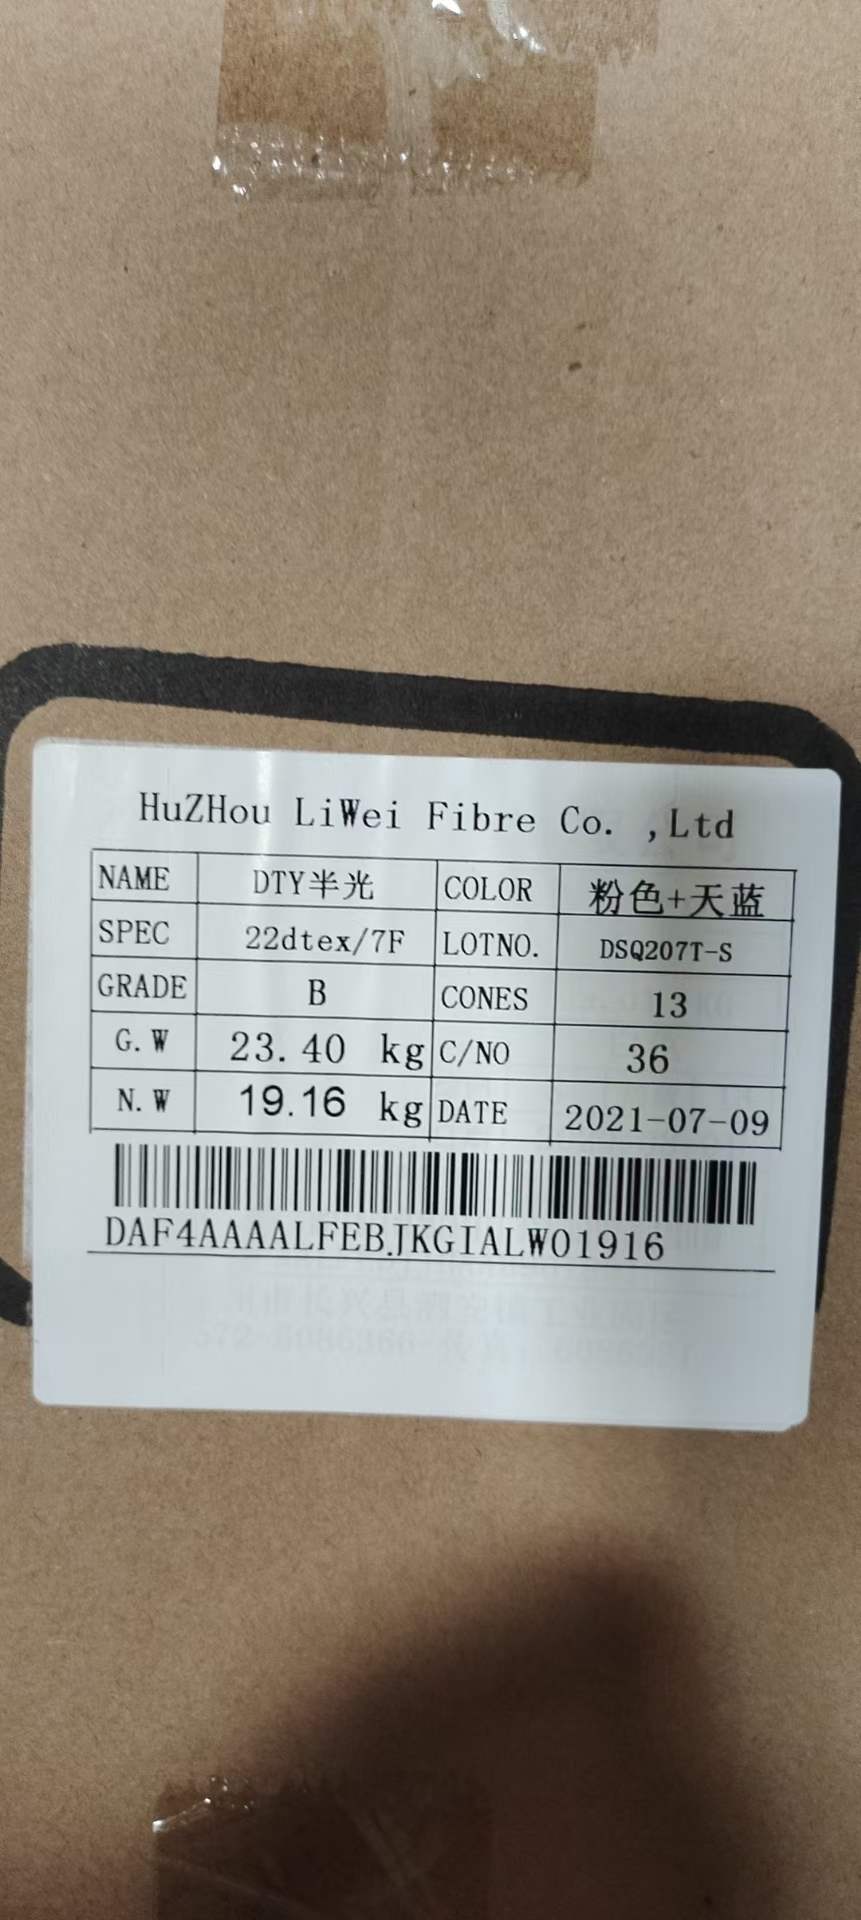 HuZHou LiWei Fibre Co. ,Ltd
NAME DTY半光 COLOR 粉色+天蓝
SPEC 22dtex/7F LOTNO. DSQ207T-S
GRADE B CONES 13
G.W 23.40 kg C/NO 36
N.W 19.16 kg DATE 2021-07-09
DAF4AAAALFEBJKGIALW01916